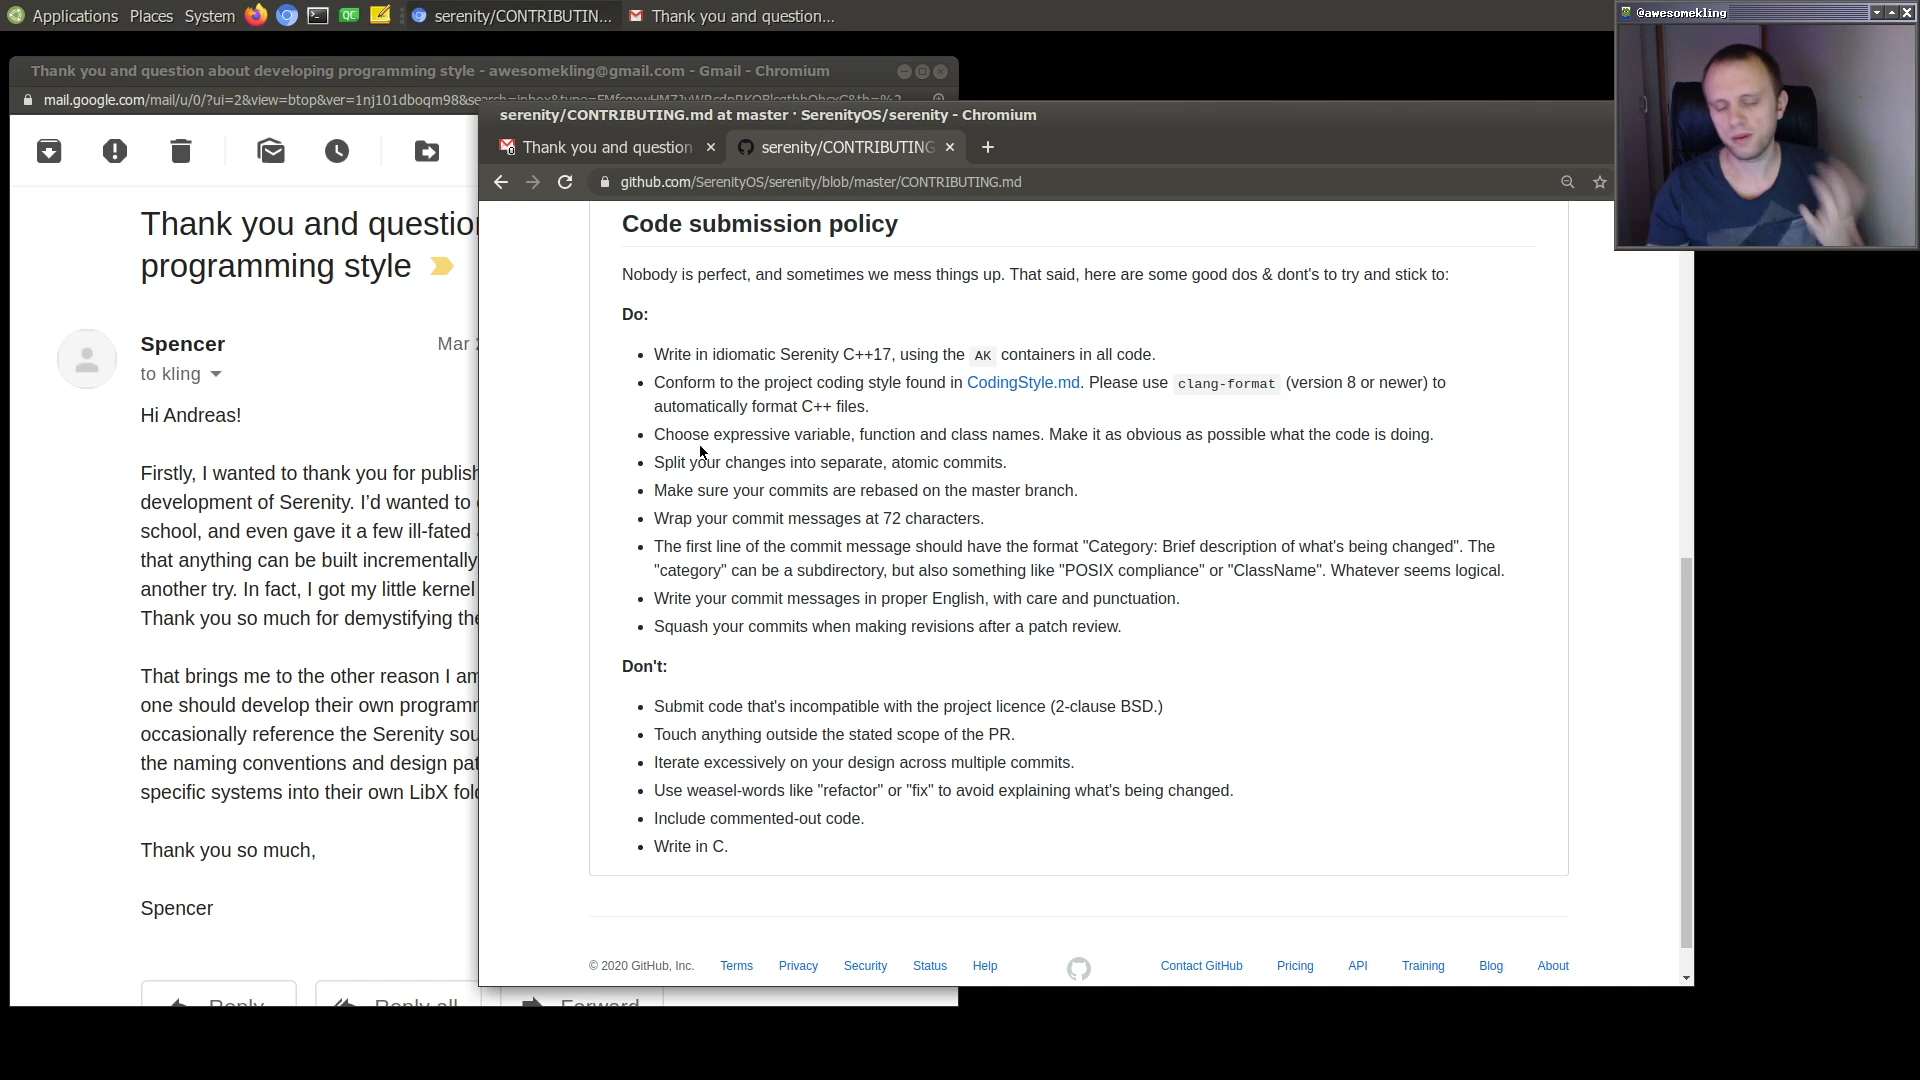 Applications Places System
serenity/CONTRIBUTIN...
Thank you and question...
@awesomekling
Thank you and question about developing programming style - awesomekling@gmail.com - Gmail - Chromium
mail.google.com/mail/u/0/?ui=2&view=btop&ver=1nj101dboqm98&
Thank you and question
programming style
Spencer
Mar
to kling
Hi Andreas!
Firstly, I wanted to thank you for publish
development of Serenity. I'd wanted to
school, and even gave it a few ill-fated
that anything can be built incrementally
another try. In fact, I got my little kernel
Thank you so much for demystifying the
That brings me to the other reason I am
one should develop their own programm
occasionally reference the Serenity sou
the naming conventions and design pat
specific systems into their own LibX fold
Thank you so much,
Spencer
Reply
Reply all
Forward
serenity/CONTRIBUTING.md at master · SerenityOS/serenity - Chromium
Thank you and question
serenity/CONTRIBUTING
github.com/SerenityOS/serenity/blob/master/CONTRIBUTING.md
Code submission policy
Nobody is perfect, and sometimes we mess things up. That said, here are some good dos & dont's to try and stick to:
Do:
Write in idiomatic Serenity C++17, using the AK containers in all code.
Conform to the project coding style found in CodingStyle.md. Please use clang-format (version 8 or newer) to
automatically format C++ files.
Choose expressive variable, function and class names. Make it as obvious as possible what the code is doing.
Split your changes into separate, atomic commits.
Make sure your commits are rebased on the master branch.
Wrap your commit messages at 72 characters.
The first line of the commit message should have the format "Category: Brief description of what's being changed". The
"category" can be a subdirectory, but also something like "POSIX compliance" or "ClassName". Whatever seems logical.
Write your commit messages in proper English, with care and punctuation.
Squash your commits when making revisions after a patch review.
Don't:
Submit code that's incompatible with the project licence (2-clause BSD.)
Touch anything outside the stated scope of the PR.
Iterate excessively on your design across multiple commits.
Use weasel-words like "refactor" or "fix" to avoid explaining what's being changed.
Include commented-out code.
Write in C.
© 2020 GitHub, Inc. Terms Privacy Security Status Help Contact GitHub Pricing API Training Blog About